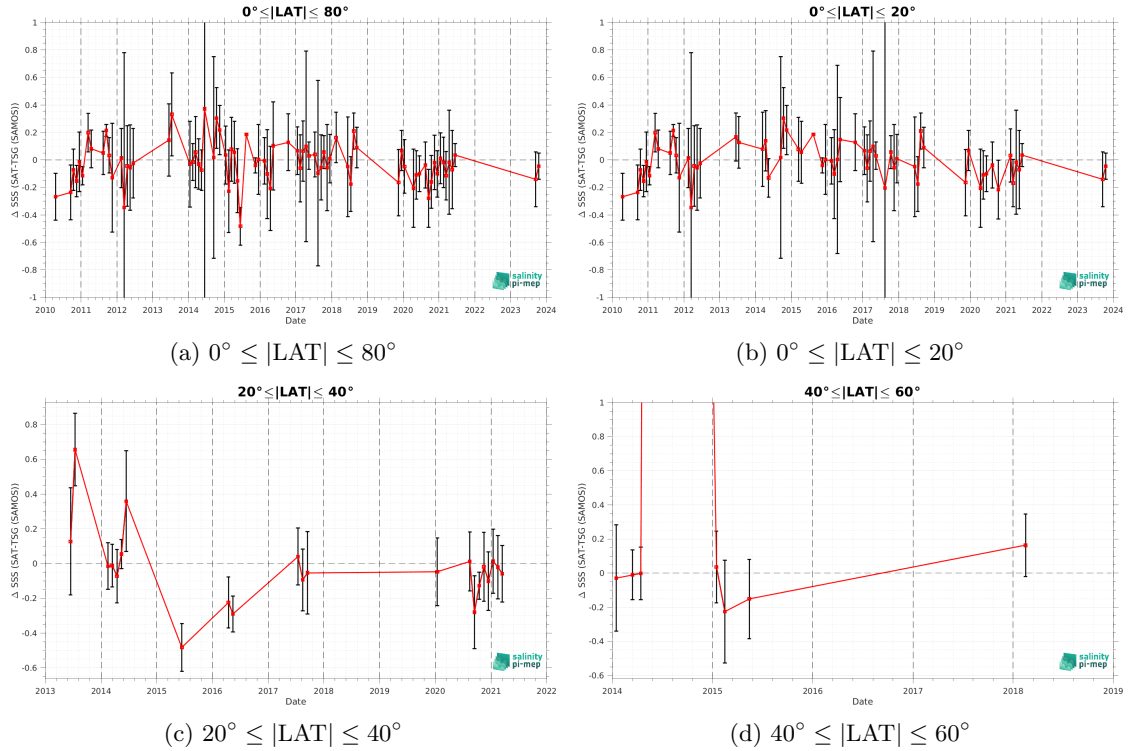 0°≤|LAT|≤ 80°
Δ SSS (SAT-TSG (SAMOS))
1
0.8
0.6
0.4
0.2
0
-0.2
-0.4
-0.6
-0.8
-1
2010 2011 2012 2013 2014 2015 2016 2017 2018 2019 2020 2021 2022 2023 2024
Date
salinity
pi-mep
(a) 0° ≤ |LAT| ≤ 80°
0°≤|LAT|≤ 20°
Δ SSS (SAT-TSG (SAMOS))
1
0.8
0.6
0.4
0.2
0
-0.2
-0.4
-0.6
-0.8
-1
2010 2011 2012 2013 2014 2015 2016 2017 2018 2019 2020 2021 2022 2023 2024
Date
salinity
pi-mep
(b) 0° ≤ |LAT| ≤ 20°
20°≤|LAT|≤ 40°
Δ SSS (SAT-TSG (SAMOS))
0.8
0.6
0.4
0.2
0
-0.2
-0.4
-0.6
2013 2014 2015 2016 2017 2018 2019 2020 2021 2022
Date
salinity
pi-mep
(c) 20° ≤ |LAT| ≤ 40°
40°≤|LAT|≤ 60°
Δ SSS (SAT-TSG (SAMOS))
1
0.8
0.6
0.4
0.2
0
-0.2
-0.4
-0.6
2014 2015 2016 2017 2018 2019
Date
salinity
pi-mep
(d) 40° ≤ |LAT| ≤ 60°